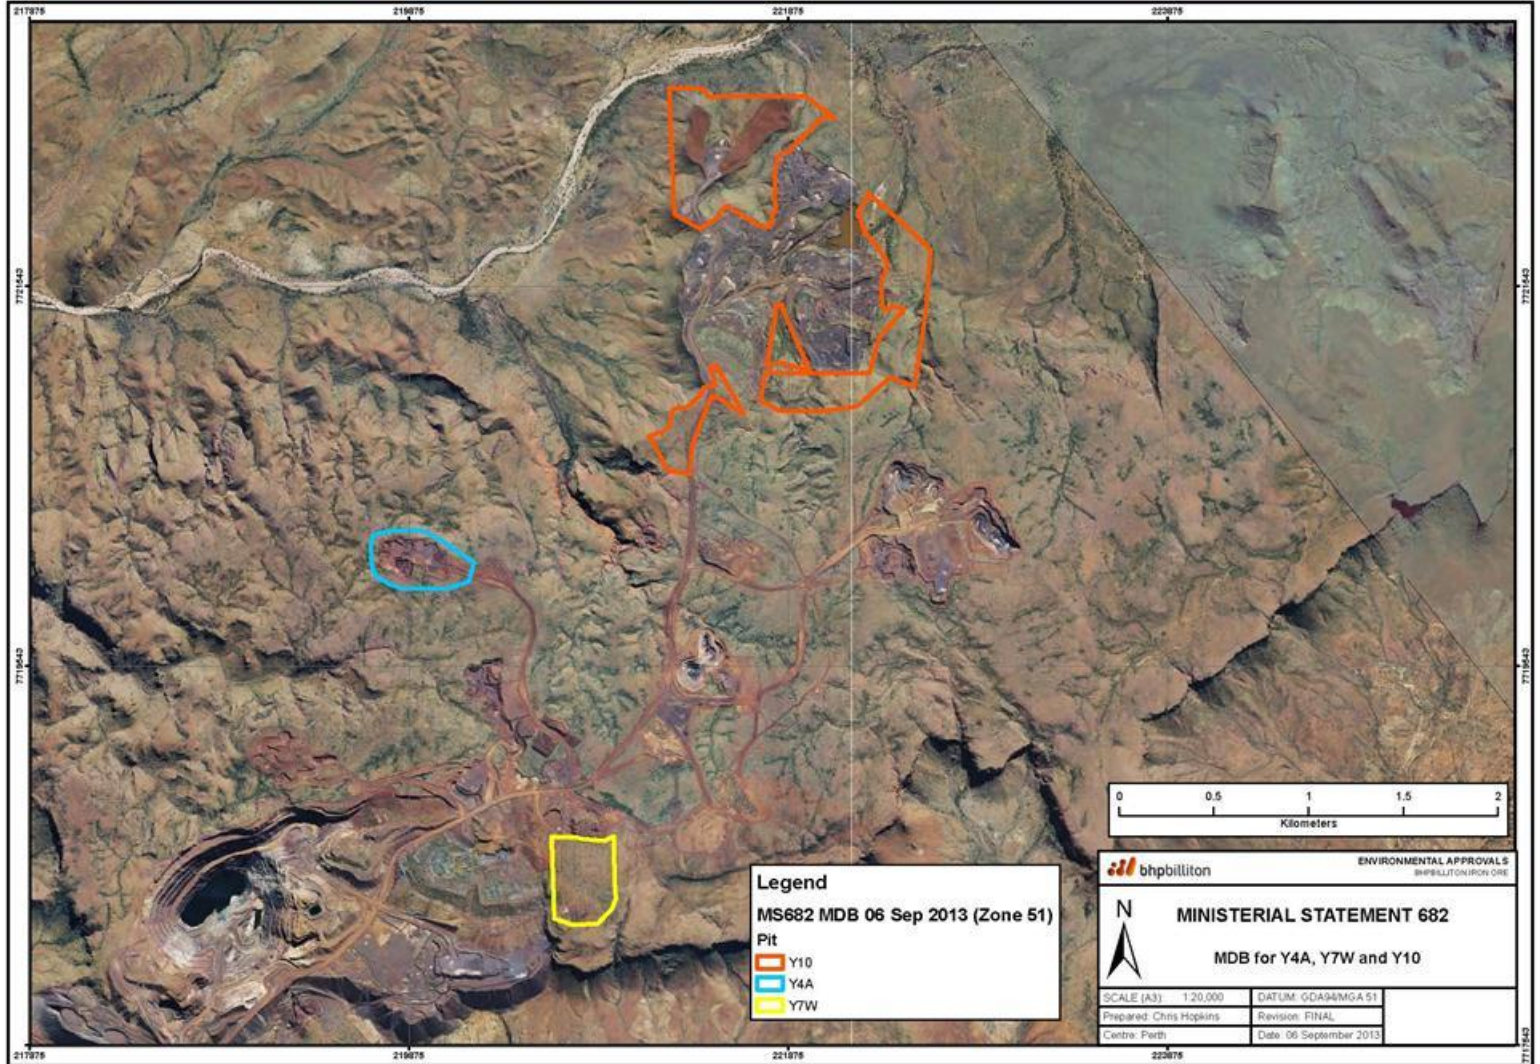 217875 219875 221875 223875
7721543 7721543
7719543 7719543
0 0.5 1 1.5 2
Kilometers
Legend
MS682 MDB 06 Sep 2013 (Zone 51)
Pit
Y10
Y4A
Y7W
bhpbilliton
ENVIRONMENTAL APPROVALS
BHPBILLITON IRON ORE
N
MINISTERIAL STATEMENT 682
MDB for Y4A, Y7W and Y10
SCALE (A3) 1:20,000
DATUM: GDA94/MGA 51
Prepared: Chris Hopkins
Revision: FINAL
Centre: Perth
Date: 06 September 2013
7717543
217875 219875 221875 223875